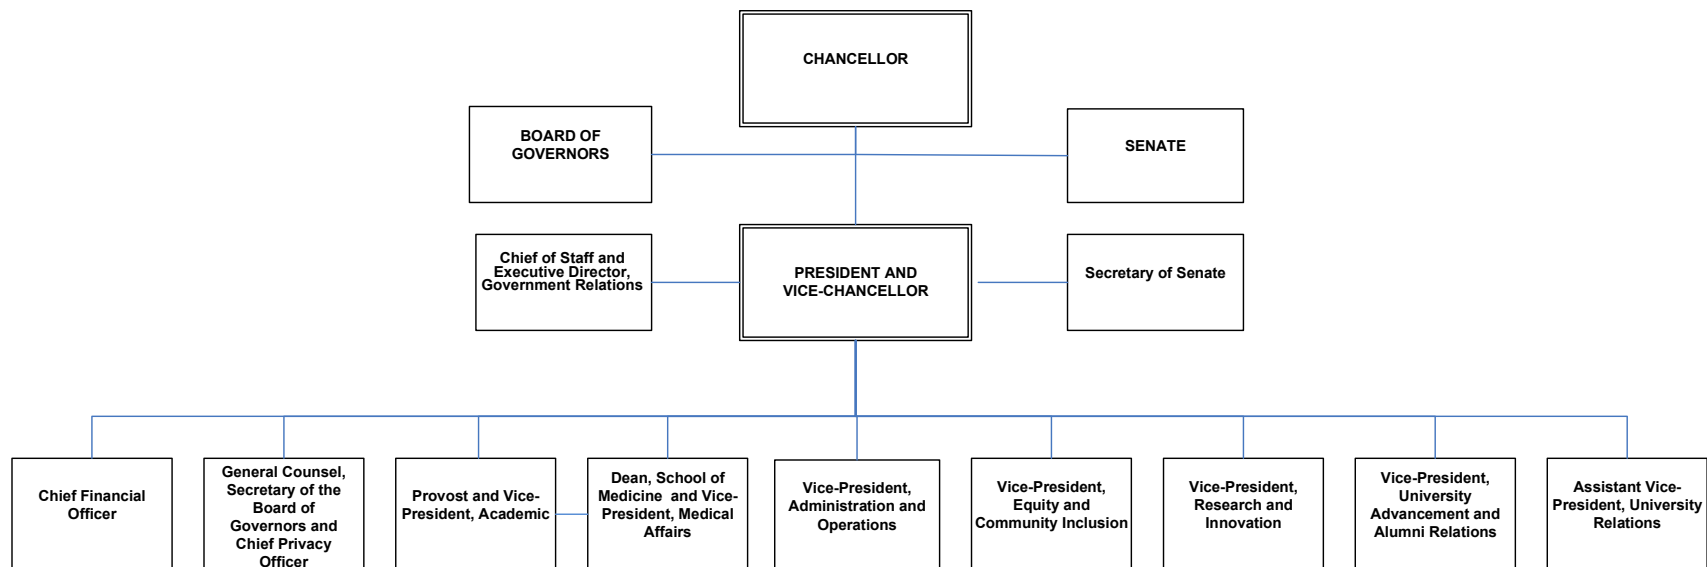 CHANCELLOR
BOARD OF
GOVERNORS
SENATE
Chief of Staff and
Executive Director,
Government Relations
PRESIDENT AND
VICE-CHANCELLOR
Secretary of Senate
Chief Financial
Officer
General Counsel,
Secretary of the
Board of
Governors and
Chief Privacy
Officer
Provost and Vice-
President, Academic
Dean, School of
Medicine and Vice-
President, Medical
Affairs
Vice-President,
Administration and
Operations
Vice-President,
Equity and
Community Inclusion
Vice-President,
Research and
Innovation
Vice-President,
University
Advancement and
Alumni Relations
Assistant Vice-
President, University
Relations